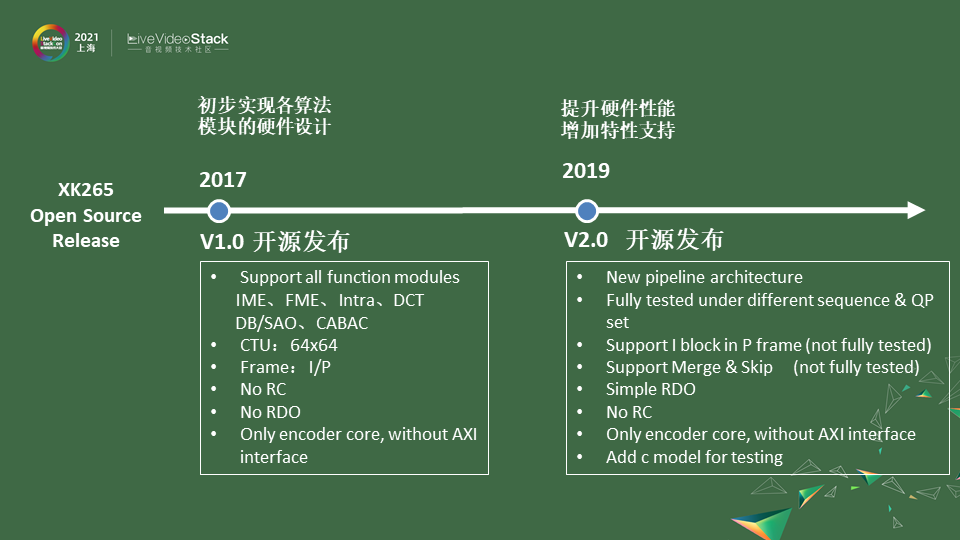 2021
上海
LiveVideoStack
音视频技术社区
初步实现各算法
模块的硬件设计
提升硬件性能
增加特性支持
2017
2019
XK265
Open Source
Release
V1.0 开源发布
V2.0 开源发布
• Support all function modules
IME、FME、Intra、DCT
DB/SAO、CABAC
• CTU：64x64
• Frame：I/P
• No RC
• No RDO
• Only encoder core, without AXI
interface
• New pipeline architecture
• Fully tested under different sequence & QP
set
• Support I block in P frame (not fully tested)
• Support Merge & Skip (not fully tested)
• Simple RDO
• No RC
• Only encoder core, without AXI interface
• Add c model for testing